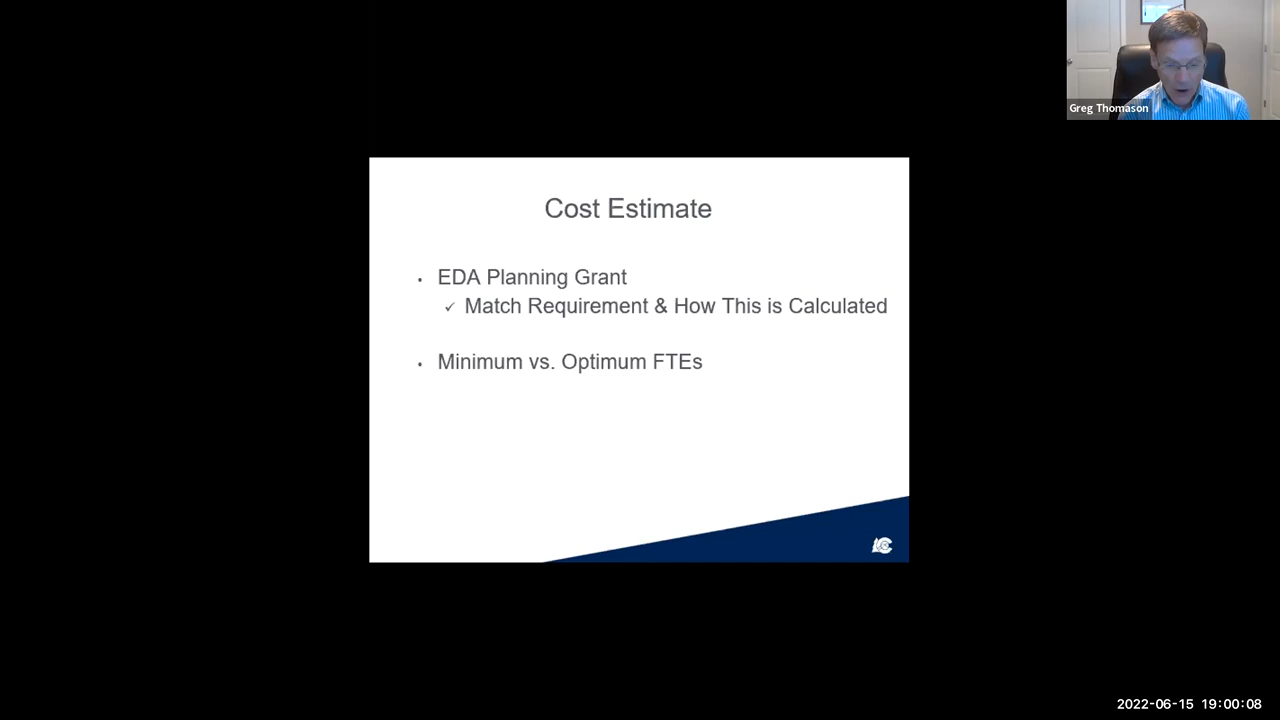 Greg Thomason
Cost Estimate
• EDA Planning Grant
✓ Match Requirement & How This is Calculated
• Minimum vs. Optimum FTEs
2022-06-15 19:00:08